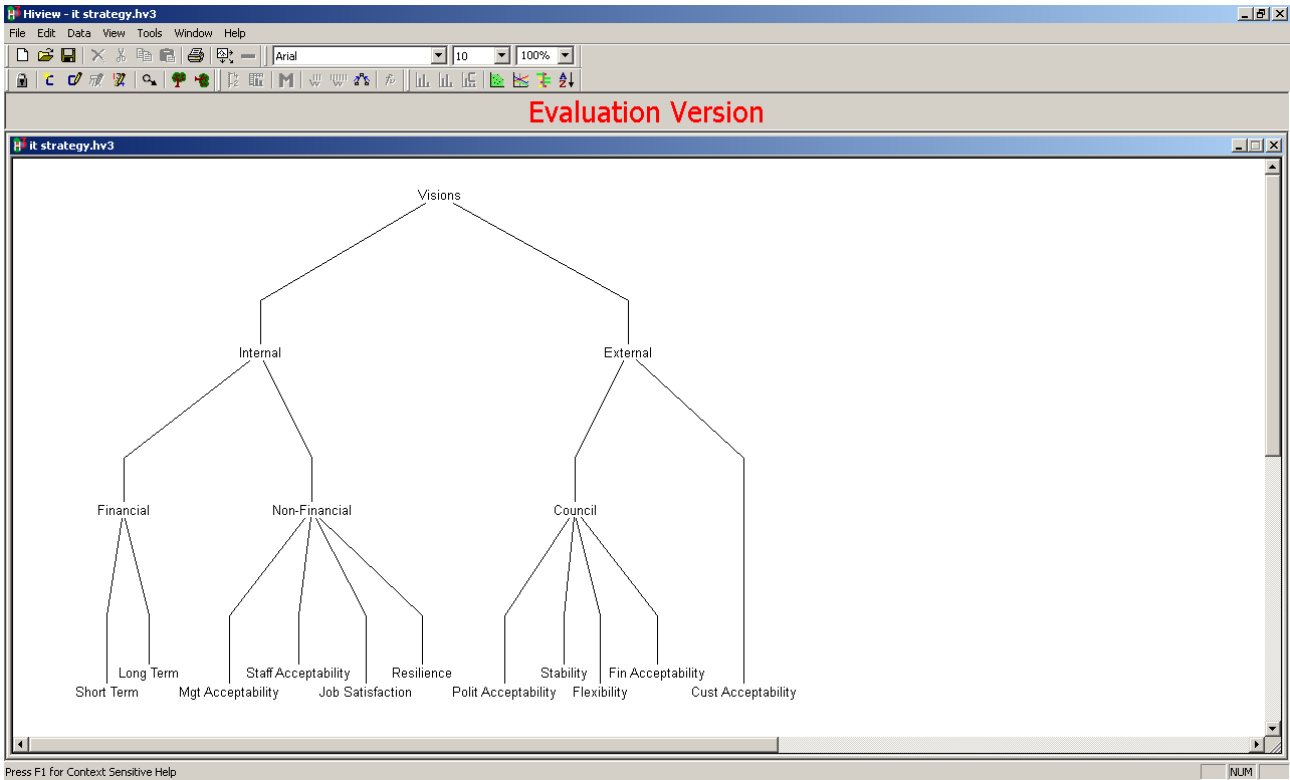 Hiview - it strategy.hv3
File Edit Data View Tools Window Help
Arial 10 100%
Evaluation Version
it strategy.hv3
Visions
Internal External
Financial Non-Financial Council
Long Term Staff Acceptability Resilience Stability Fin Acceptability
Short Term Mgt Acceptability Job Satisfaction Polit Acceptability Flexibility Cust Acceptability
Press F1 for Context Sensitive Help NUM